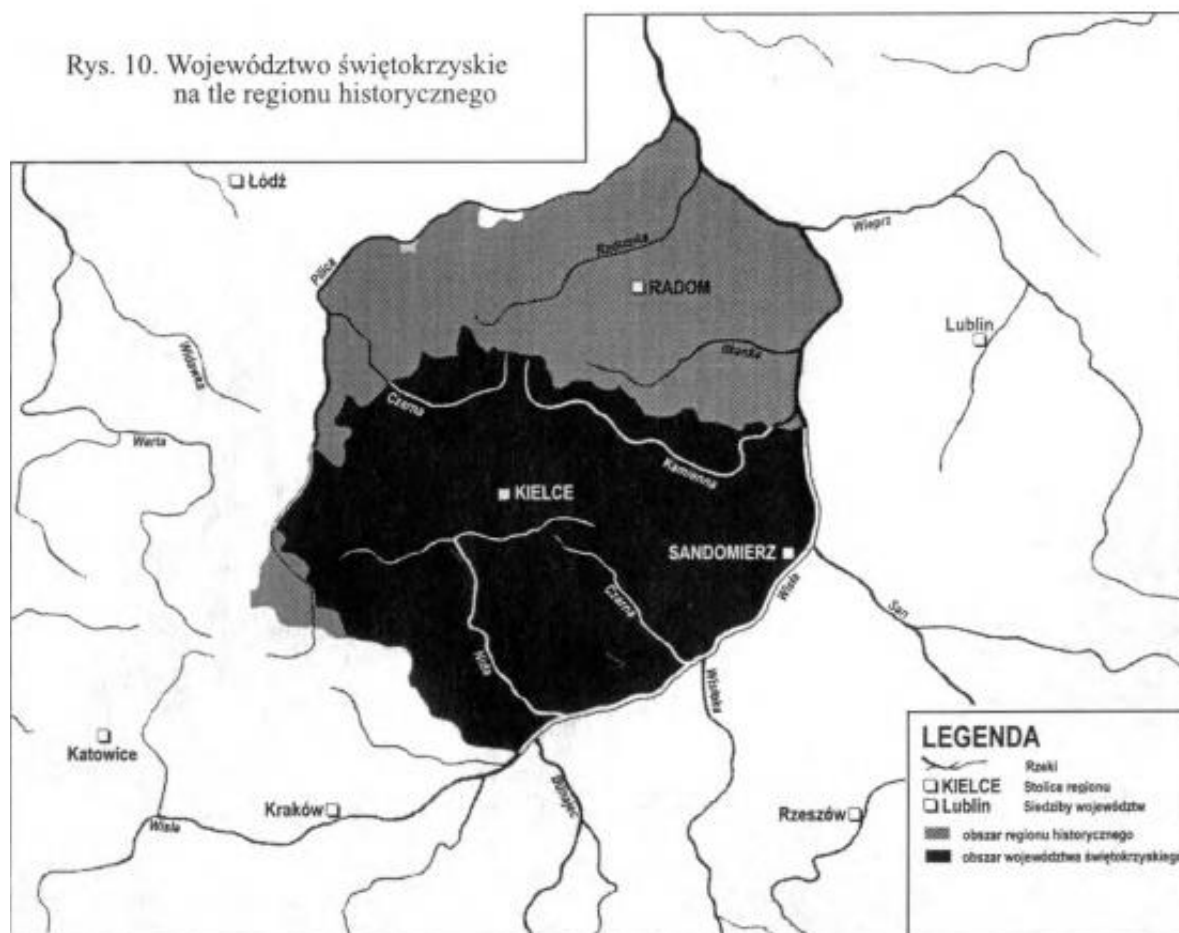 Rys. 10. Województwo świętokrzyskie
na tle regionu historycznego
Łódź
Pilica
Radomka
Wieprz
RADOM
Lublin
Widawka
Iłżanka
Czarna
Warta
Kamienna
KIELCE
SANDOMIERZ
Wisła
Czarna
San
Nida
Wisłoka
Katowice
Dunajec
Kraków
Rzeszów
Wisła
LEGENDA
Rzeki
KIELCE Stolice regionu
Lublin Siedziby województw
obszar regionu historycznego
obszar województwa świętokrzyskiego